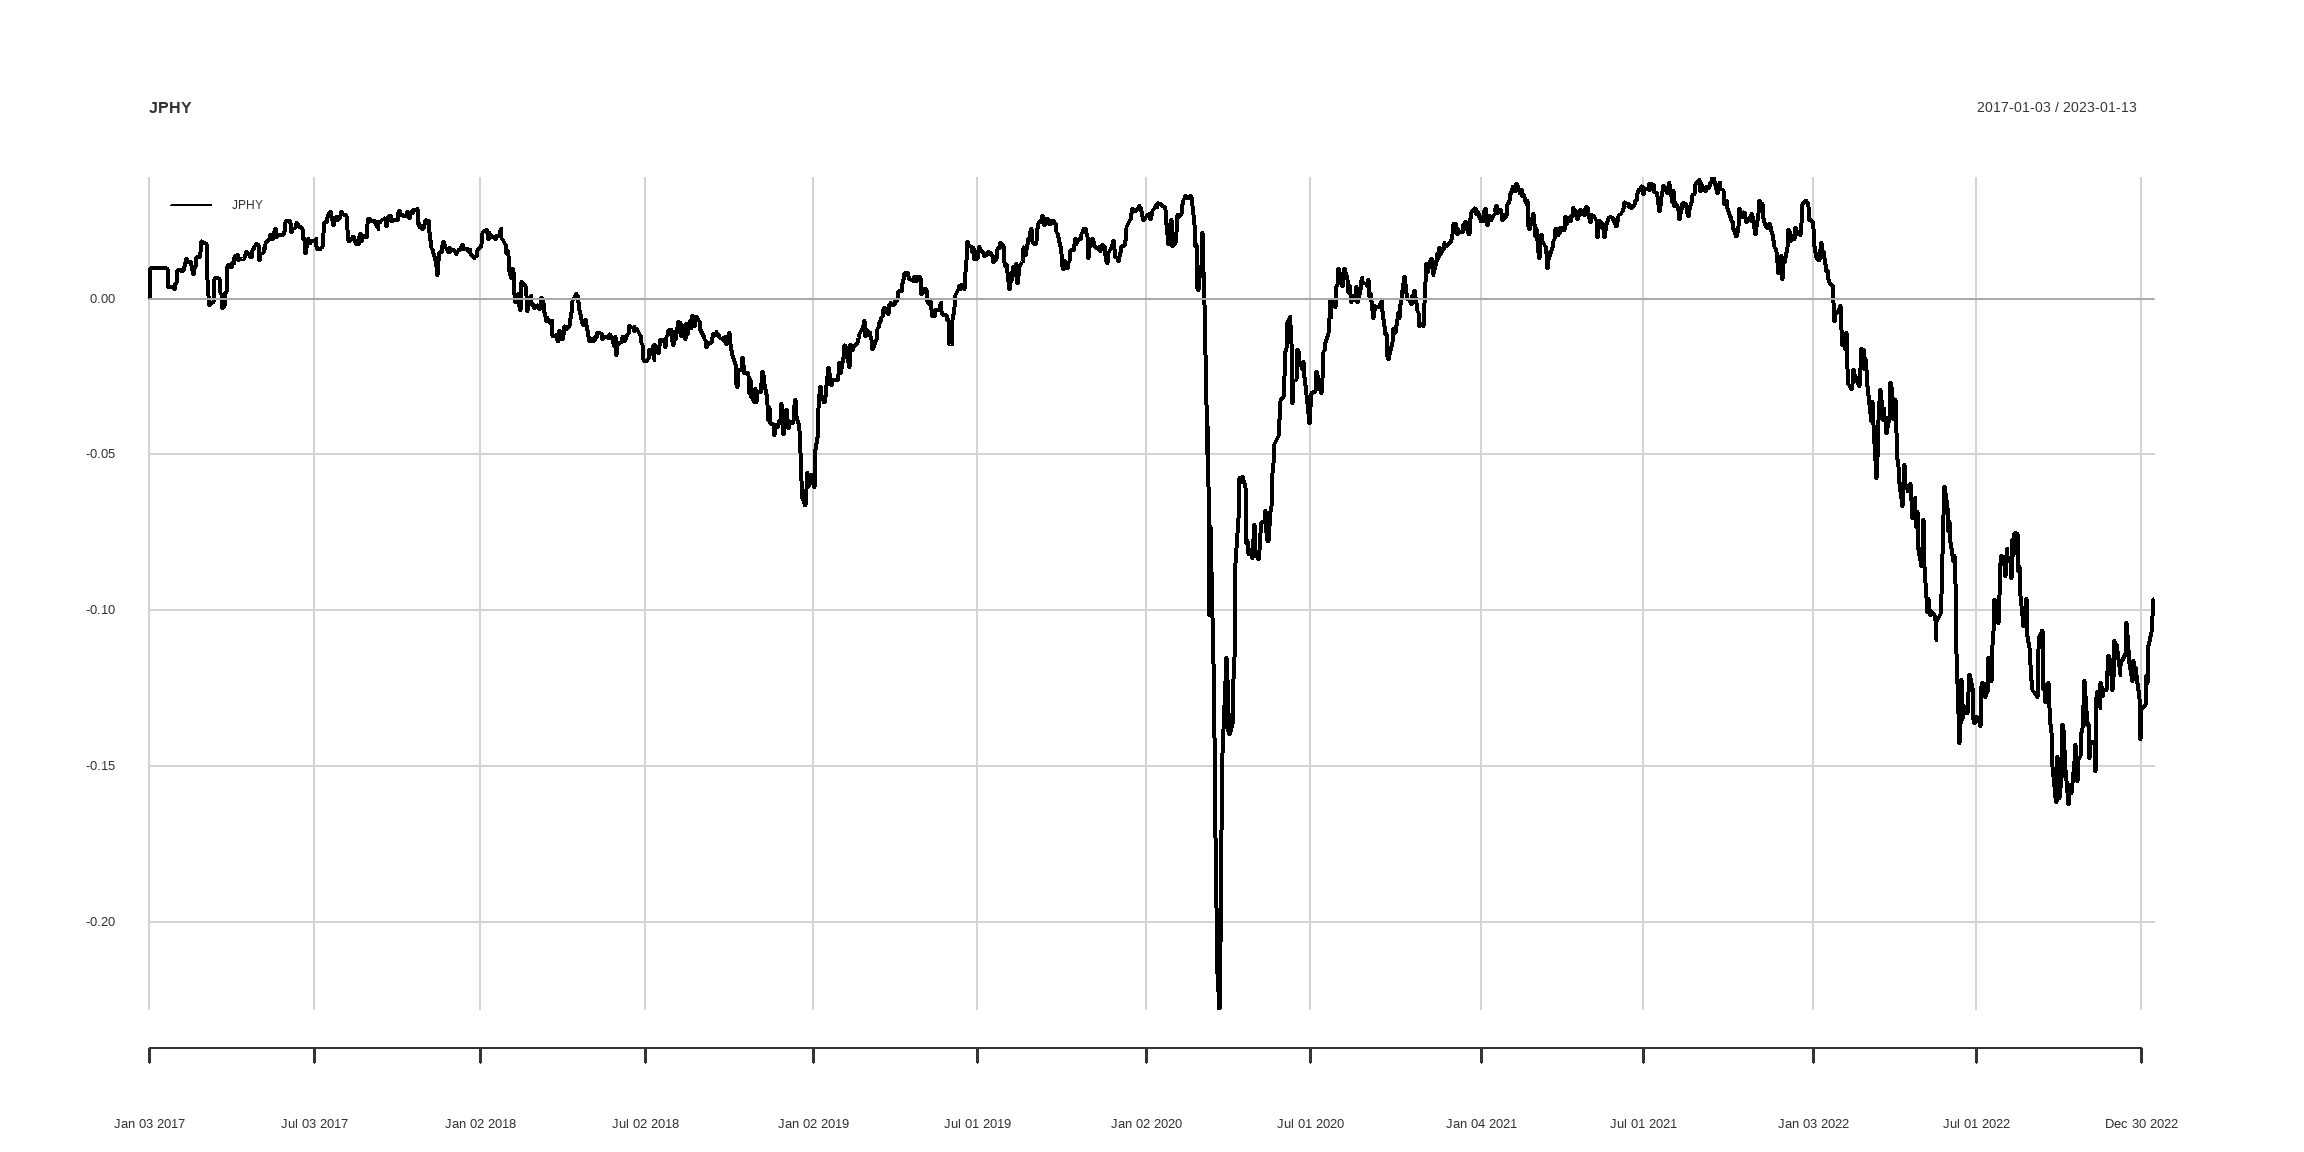 JPHY
2017-01-03 / 2023-01-13
JPHY
0.00
-0.05
-0.10
-0.15
-0.20
Jan 03 2017
Jul 03 2017
Jan 02 2018
Jul 02 2018
Jan 02 2019
Jul 01 2019
Jan 02 2020
Jul 01 2020
Jan 04 2021
Jul 01 2021
Jan 03 2022
Jul 01 2022
Dec 30 2022